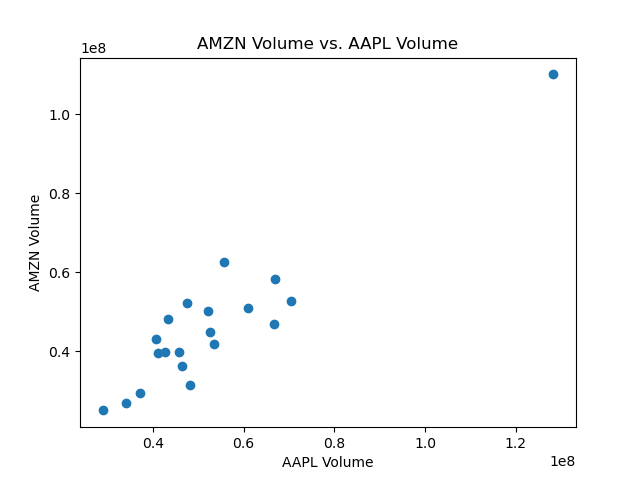 AMZN Volume vs. AAPL Volume
1e8
1.0
0.8
0.6
0.4
AMZN Volume
0.4 0.6 0.8 1.0 1.2
AAPL Volume
1e8